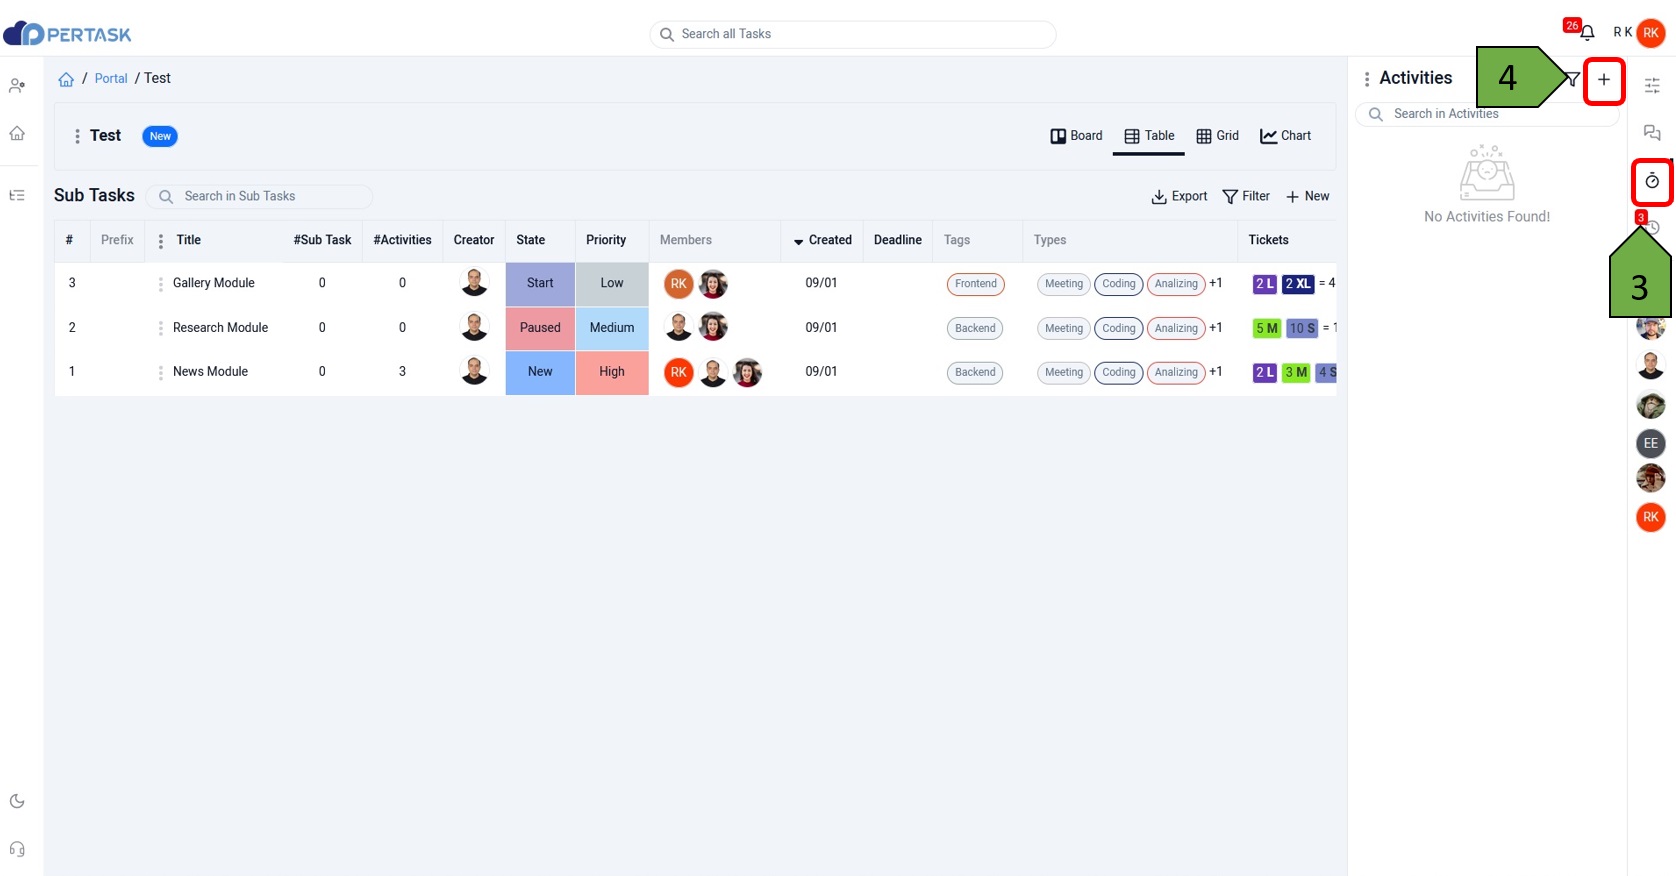 PERTASK
Search all Tasks
26
R K
RK
/ Portal / Test
Activities
4
Search in Activities
Test
New
Board
Table
Grid
Chart
No Activities Found!
3
3
Sub Tasks
Search in Sub Tasks
Export
Filter
New
# Prefix Title #Sub Task #Activities Creator State Priority Members Created Deadline Tags Types Tickets
3 Gallery Module 0 0 Start Low RK 09/01 Frontend Meeting Coding Analizing +1 2 L 2 XL = 4
2 Research Module 0 0 Paused Medium 09/01 Backend Meeting Coding Analizing +1 5 M 10 S = 1
1 News Module 0 3 New High RK 09/01 Backend Meeting Coding Analizing +1 2 L 3 M 4 S
EE
RK